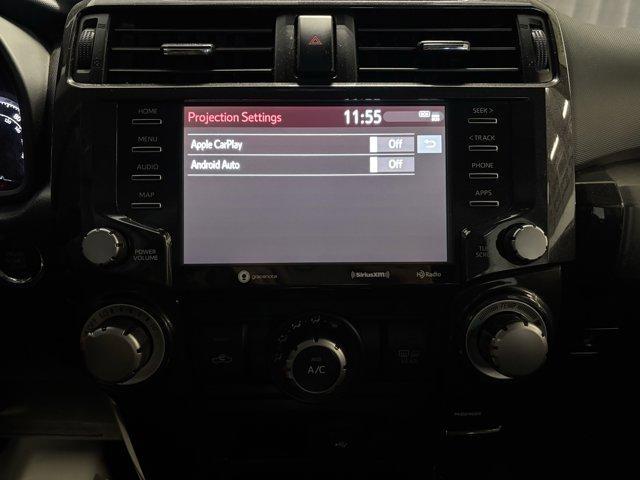 Projection Settings 11:55
Apple CarPlay Off
Android Auto Off
HOME
MENU
AUDIO
MAP
POWER
VOLUME
SEEK >
< TRACK
PHONE
APPS
gracenote
SiriusXM
HD Radio
A/C
PASSENGER